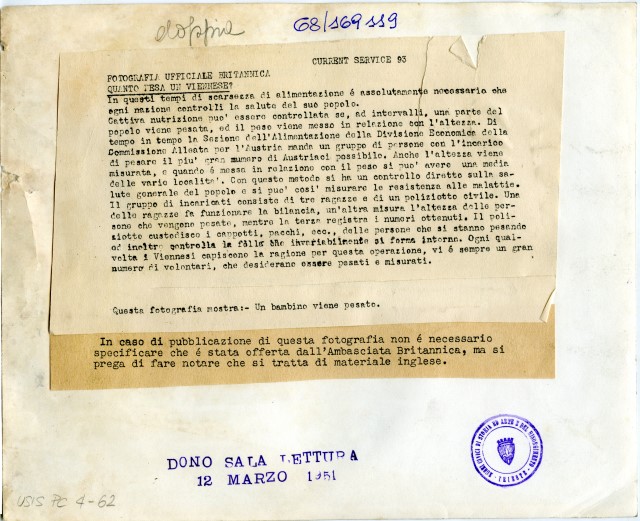 doppia
68/169119
CURRENT SERVICE 93
FOTOGRAFIA UFFICIALE BRITANNICA
QUANTO PESA UN VIENNESE?
In questi tempi di scarsezza di alimentazione é assolutamente necessario che
ogni nazione controlli la salute del suo popolo.
Cattiva nutrizione puo' essere controllata se, ad intervalli, una parte del
popolo viene pesata, ed il peso viene messo in relazione con l'altezza. Di
tempo in tempo la Sezione dell'Alimentazione della Divisione Economica della
Commissione Alleata per l'Austria manda un gruppo di persone con l'incarico
di pesare il piu' gran numero di Austriaci possibile. Anche l'altezza viene
misurata, e quando é messa in relazione con il peso si puo' avere una media
delle varie localita'. Con questo metodo si ha un controllo diretto sulla sa-
lute generale del popolo e si puo' cosi' misurare le resistenza alle malattie.
Il gruppo di incaricati consiste di tre ragazze e di un poliziotto civile. Una
delle ragazze fa funzionare la bilancia, un'altra misura l'altezza delle per-
sone che vengono pesate, mentre la terza registra i numeri ottenuti. Il poli-
ziotto custodisce i cappotti, pacchi, ecc., delle persone che si stanno pesando
ed inoltre controlla la folla che invariabilmente si forma intorno. Ogni qual-
volta i Viennesi capiscono la ragione per questa operazione, vi é sempre un gran
numero di volontari, che desiderano essere pesati e misurati.
Questa fotografia mostra:- Un bambino viene pesato.
In caso di pubblicazione di questa fotografia non é necessario
specificare che é stata offerta dall'Ambasciata Britannica, ma si
prega di fare notare che si tratta di materiale inglese.
DONO SALA LETTURA
12 MARZO 1951
USIS PC 4-62